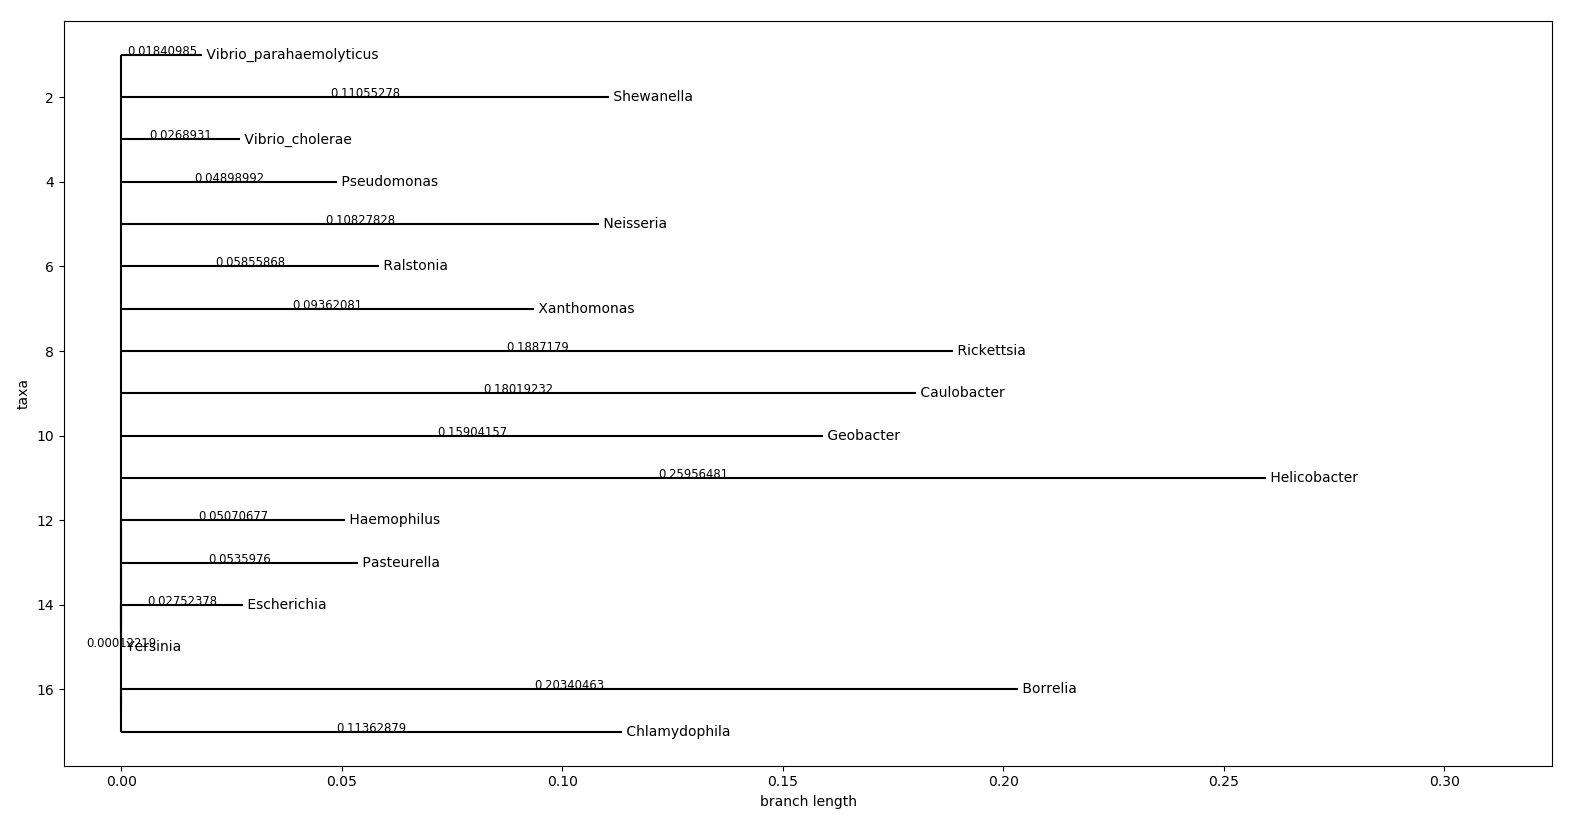 0.01840985 Vibrio_parahaemolyticus
0.11055278 Shewanella
2
0.0268931 Vibrio_cholerae
0.04898992 Pseudomonas
4
0.10827828 Neisseria
0.05855868 Ralstonia
6
0.09362081 Xanthomonas
0.1887179 Rickettsia
8
0.18019232 Caulobacter
taxa
0.15904157 Geobacter
10
0.25956481 Helicobacter
0.05070677 Haemophilus
12
0.0535976 Pasteurella
0.02752378 Escherichia
14
0.00012219 Yersinia
0.20340463 Borrelia
16
0.11362879 Chlamydophila
0.00 0.05 0.10 0.15 0.20 0.25 0.30
branch length